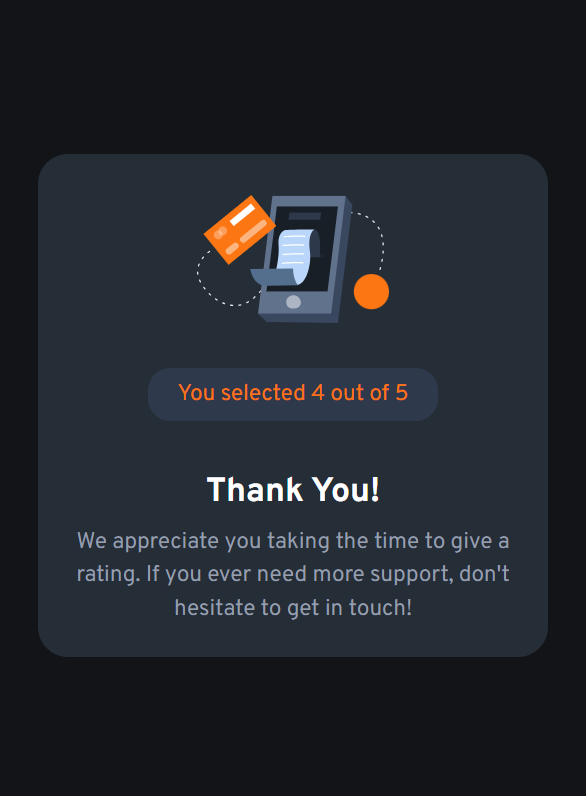 You selected 4 out of 5
Thank You!
We appreciate you taking the time to give a
rating. If you ever need more support, don't
hesitate to get in touch!